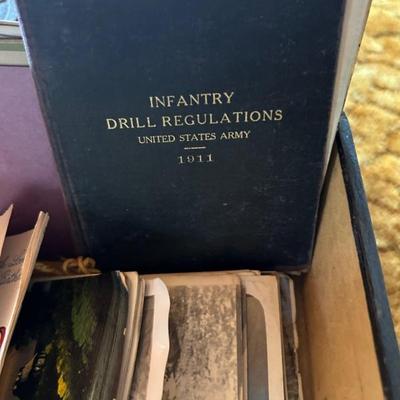 INFANTRY
DRILL REGULATIONS
UNITED STATES ARMY
1911